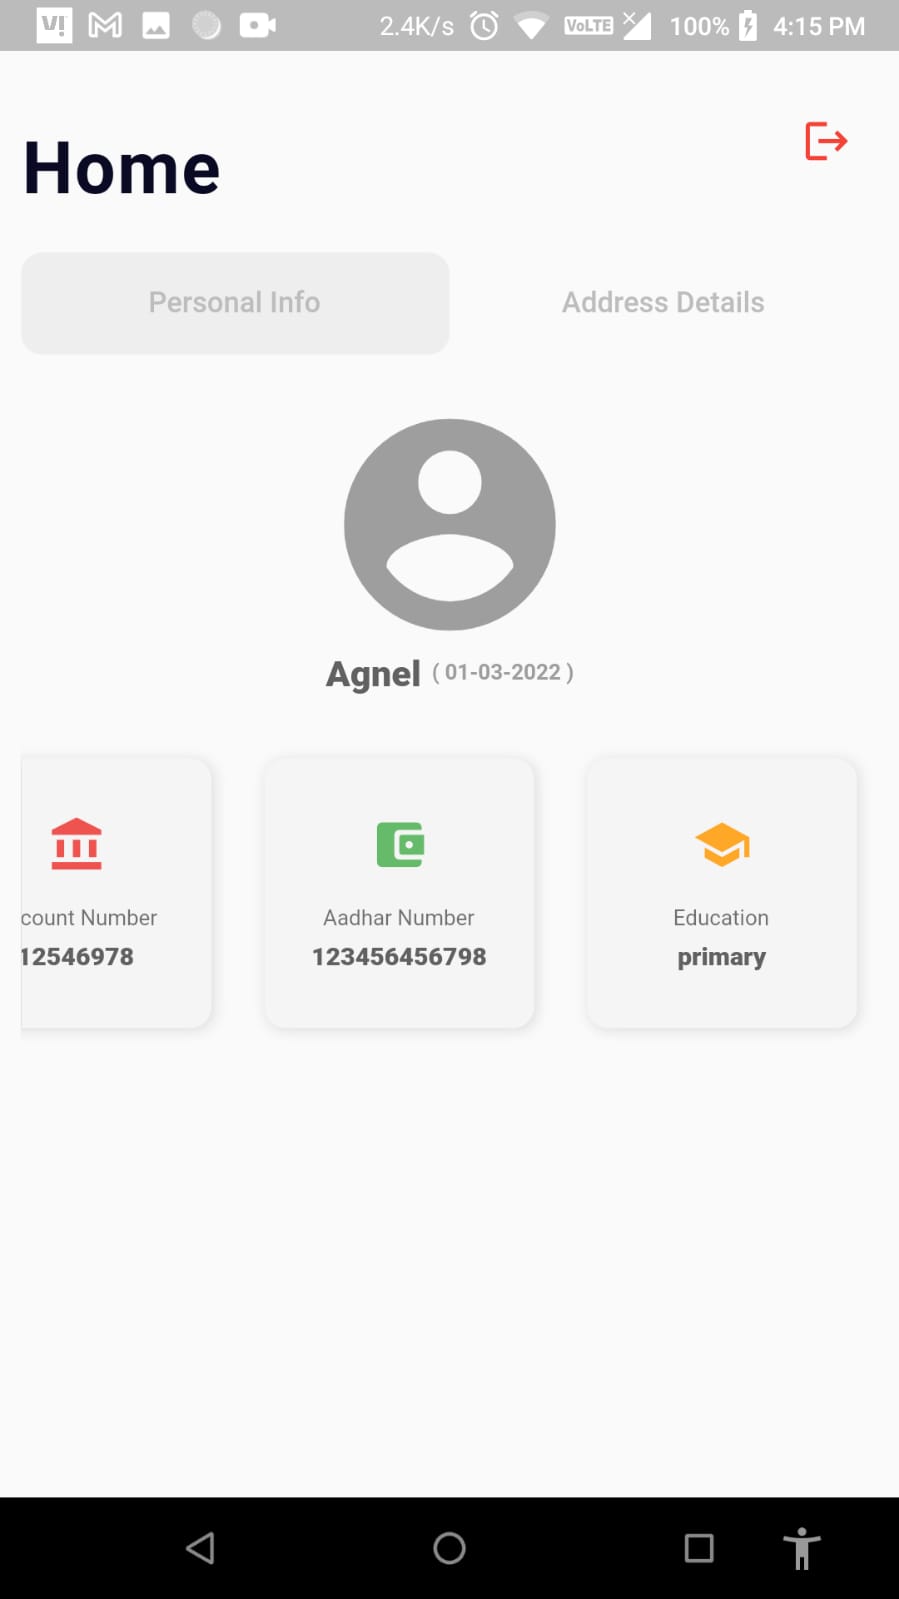 2.4K/s VoLTE 100% 4:15 PM
Home
Personal Info Address Details
Agnel ( 01-03-2022 )
count Number Aadhar Number Education
12546978 123456456798 primary